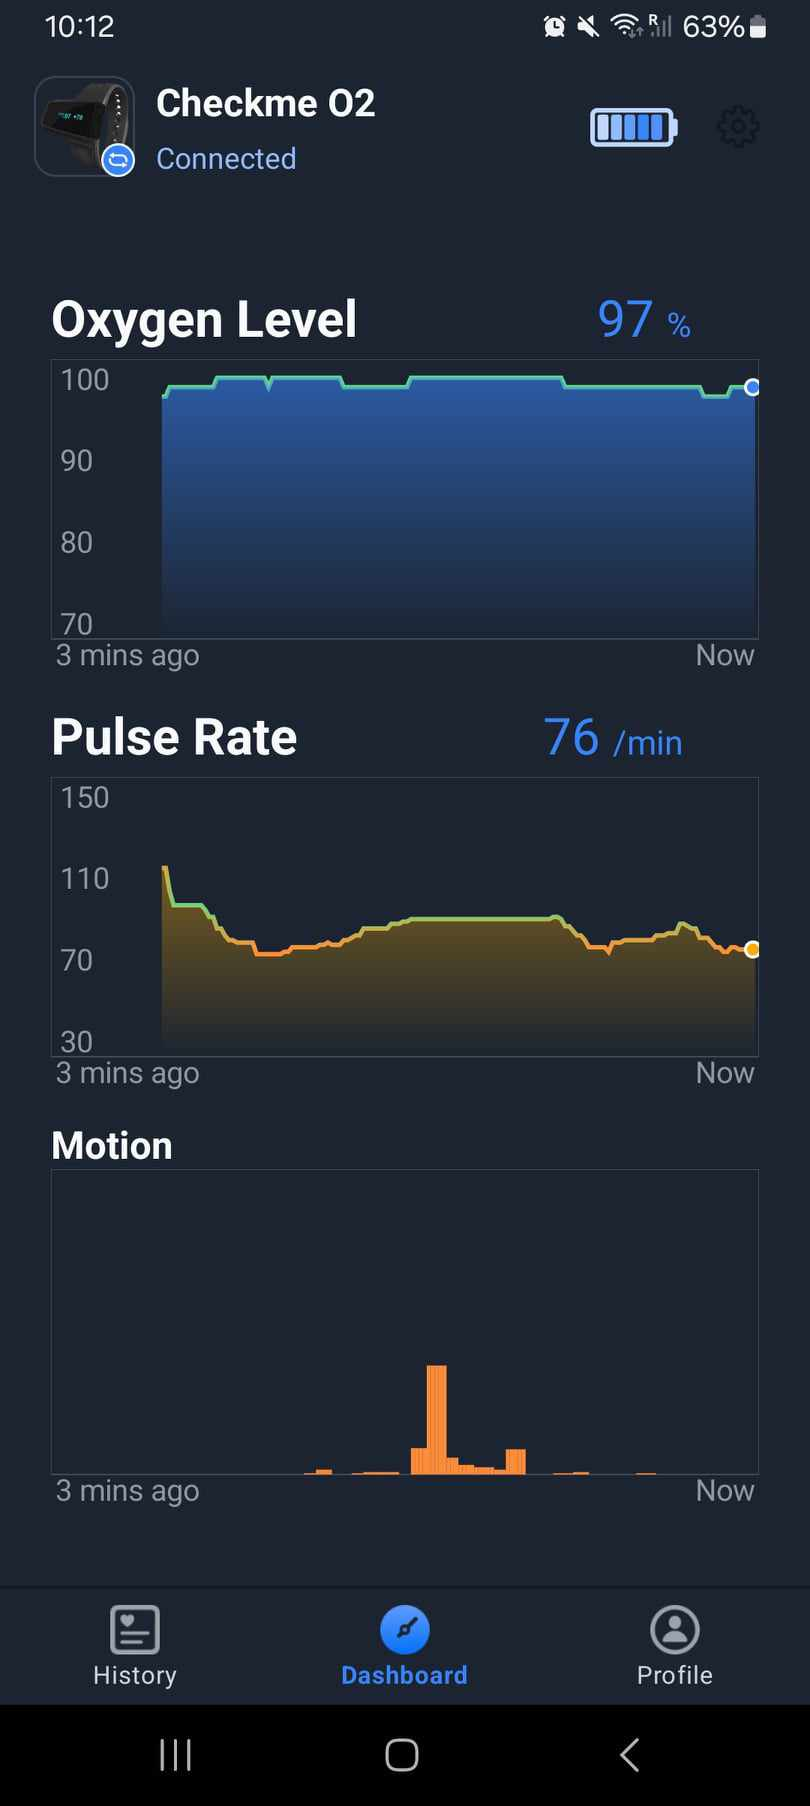 10:12 R 63%
Checkme O2
Connected
Oxygen Level 97 %
100
90
80
70
3 mins ago Now
Pulse Rate 76 /min
150
110
70
30
3 mins ago Now
Motion
3 mins ago Now
History Dashboard Profile